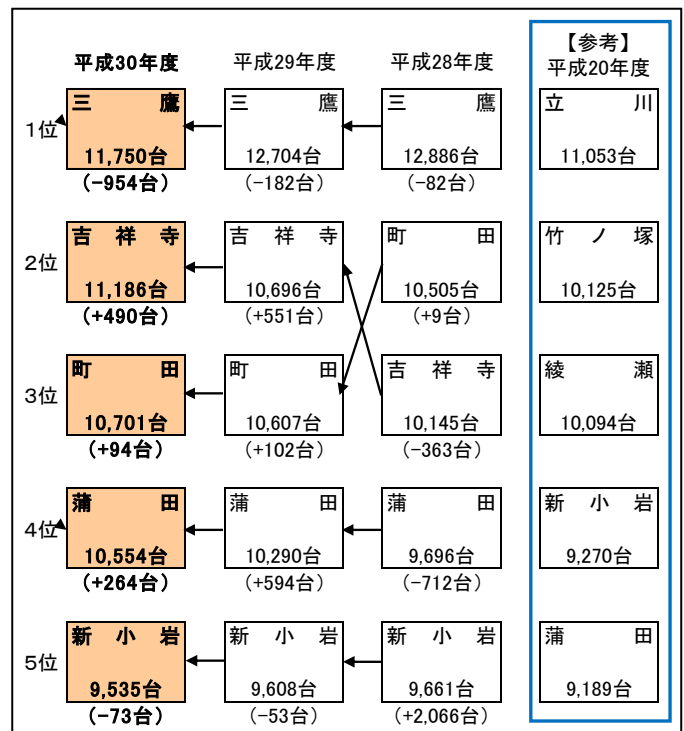 【参考】
平成30年度 平成29年度 平成28年度 平成20年度
1位
三鷹 三鷹 三鷹 立川
11,750台 12,704台 12,886台 11,053台
(-954台) (-182台) (-82台)
2位
吉祥寺 吉祥寺 町田 竹ノ塚
11,186台 10,696台 10,505台 10,125台
(+490台) (+551台) (+9台)
3位
町田 町田 吉祥寺 綾瀬
10,701台 10,607台 10,145台 10,094台
(+94台) (+102台) (-363台)
4位
蒲田 蒲田 蒲田 新小岩
10,554台 10,290台 9,696台 9,270台
(+264台) (+594台) (-712台)
5位
新小岩 新小岩 新小岩 蒲田
9,535台 9,608台 9,661台 9,189台
(-73台) (-53台) (+2,066台)